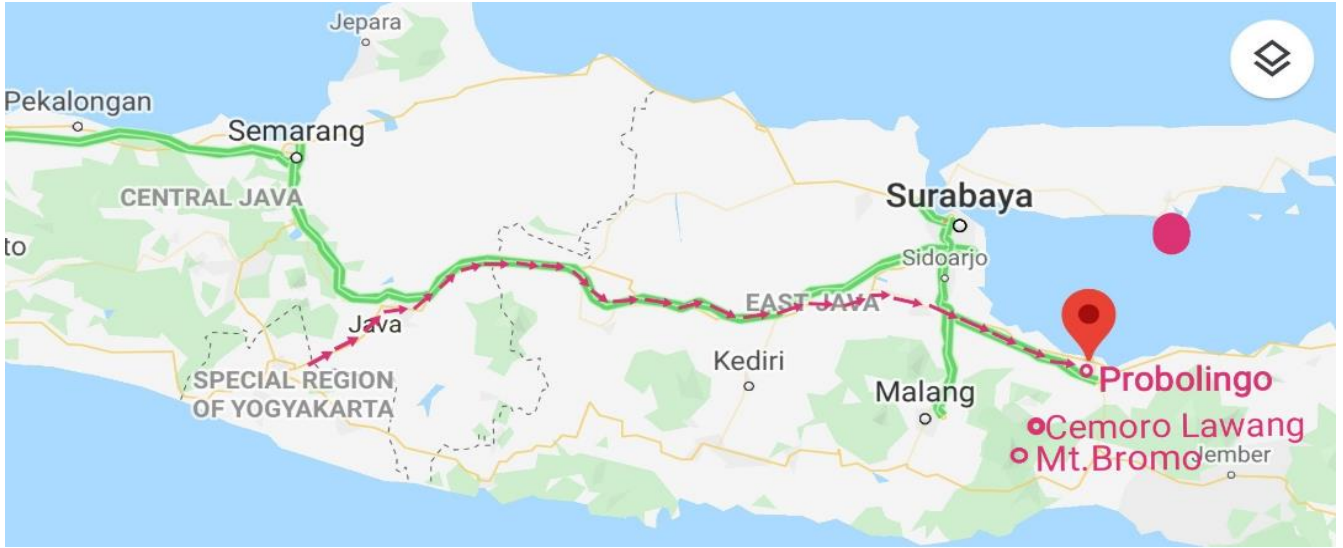 Jepara
Pekalongan
Semarang
CENTRAL JAVA
Surabaya
to
Sidoarjo
EAST JAVA
Java
Kediri
SPECIAL REGION
OF YOGYAKARTA
Probolingo
Malang
Cemoro Lawang
Mt.Bromo
Jember